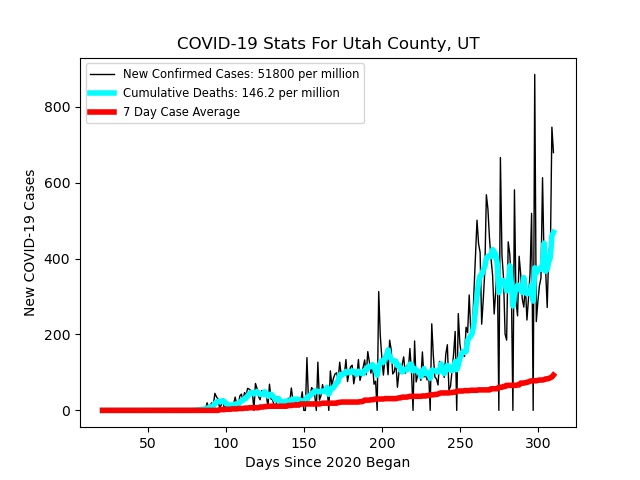 COVID-19 Stats For Utah County, UT
New Confirmed Cases: 51800 per million
Cumulative Deaths: 146.2 per million
7 Day Case Average
800
600
400
200
0
New COVID-19 Cases
50 100 150 200 250 300
Days Since 2020 Began